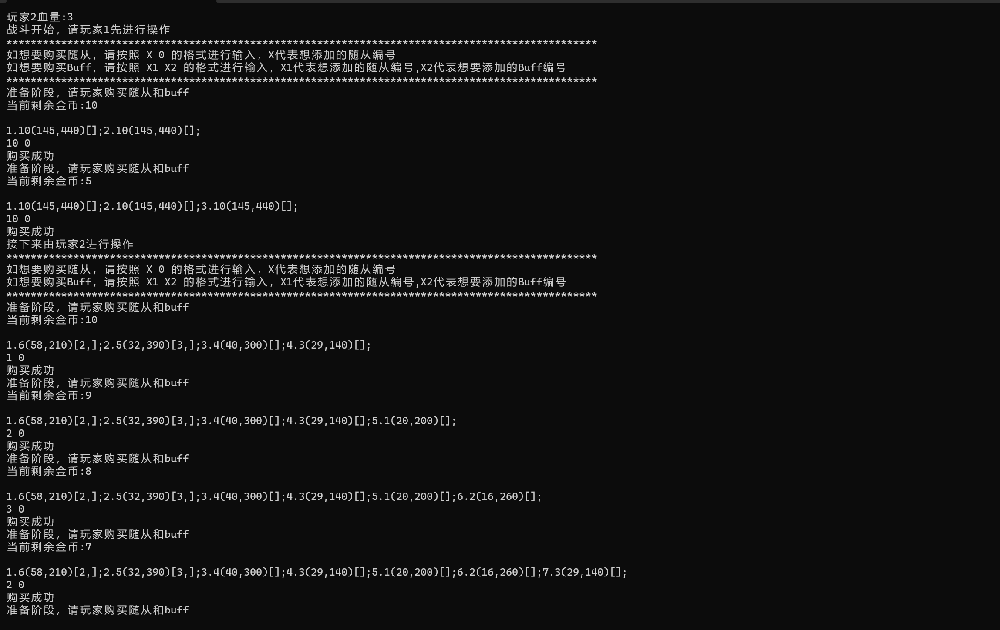 玩家2血量:3
战斗开始，请玩家1先进行操作
*************************************************************************************************
如想要购买随从，请按照 X 0 的格式进行输入，X代表想添加的随从编号
如想要购买Buff，请按照 X1 X2 的格式进行输入，X1代表想添加的随从编号,X2代表想要添加的Buff编号
*************************************************************************************************
准备阶段，请玩家购买随从和buff
当前剩余金币:10
1.10(145,440)[];2.10(145,440)[];
10 0
购买成功
准备阶段，请玩家购买随从和buff
当前剩余金币:5
1.10(145,440)[];2.10(145,440)[];3.10(145,440)[];
10 0
购买成功
接下来由玩家2进行操作
*************************************************************************************************
如想要购买随从，请按照 X 0 的格式进行输入，X代表想添加的随从编号
如想要购买Buff，请按照 X1 X2 的格式进行输入，X1代表想添加的随从编号,X2代表想要添加的Buff编号
*************************************************************************************************
准备阶段，请玩家购买随从和buff
当前剩余金币:10
1.6(58,210)[2,];2.5(32,390)[3,];3.4(40,300)[];4.3(29,140)[];
1 0
购买成功
准备阶段，请玩家购买随从和buff
当前剩余金币:9
1.6(58,210)[2,];2.5(32,390)[3,];3.4(40,300)[];4.3(29,140)[];5.1(20,200)[];
2 0
购买成功
准备阶段，请玩家购买随从和buff
当前剩余金币:8
1.6(58,210)[2,];2.5(32,390)[3,];3.4(40,300)[];4.3(29,140)[];5.1(20,200)[];6.2(16,260)[];
3 0
购买成功
准备阶段，请玩家购买随从和buff
当前剩余金币:7
1.6(58,210)[2,];2.5(32,390)[3,];3.4(40,300)[];4.3(29,140)[];5.1(20,200)[];6.2(16,260)[];7.3(29,140)[];
2 0
购买成功
准备阶段，请玩家购买随从和buff